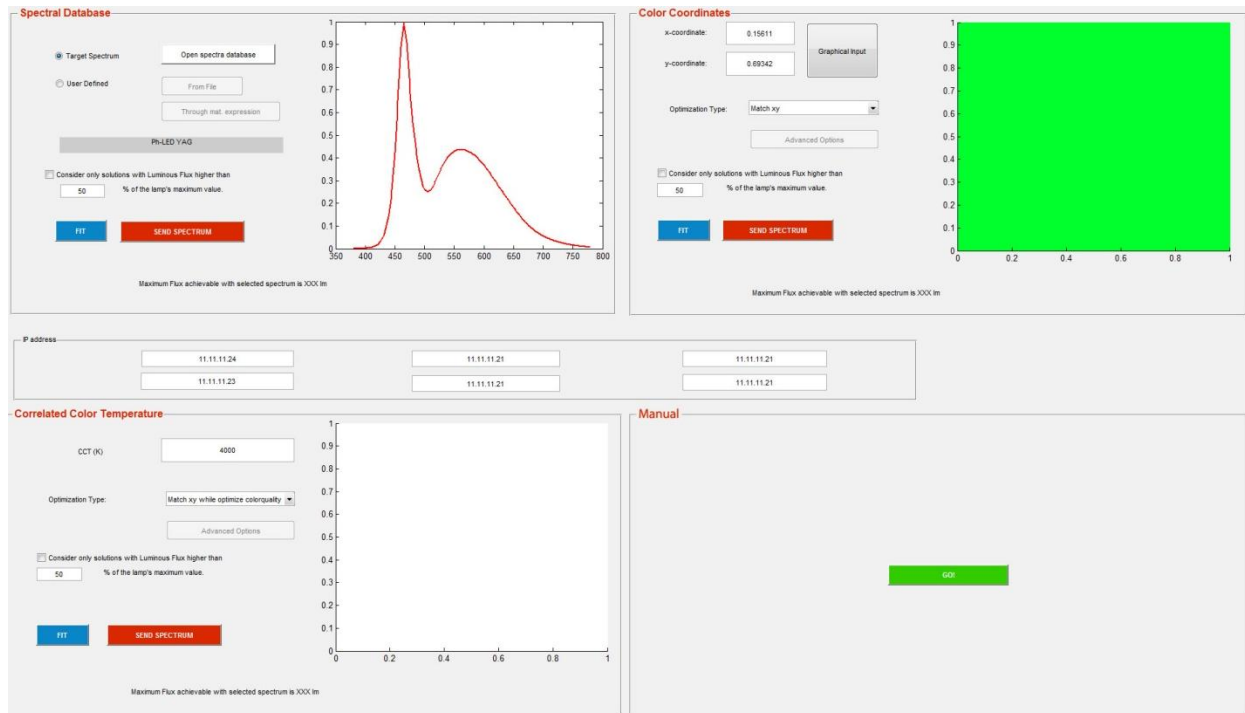 Spectral Database
Target Spectrum
Open spectra database
User Defined
From File
Through mat. expression
Ph-LED YAG
Consider only solutions with Luminous Flux higher than
50 % of the lamp's maximum value.
FIT
SEND SPECTRUM
Maximum Flux achievable with selected spectrum is XXX lm
1
0.9
0.8
0.7
0.6
0.5
0.4
0.3
0.2
0.1
0
350 400 450 500 550 600 650 700 750 800
Color Coordinates
x-coordinate: 0.15611
y-coordinate: 0.69342
Graphical Input
Optimization Type: Match xy
Advanced Options
Consider only solutions with Luminous Flux higher than
50 % of the lamp's maximum value.
FIT
SEND SPECTRUM
Maximum Flux achievable with selected spectrum is XXX lm
1
0.9
0.8
0.7
0.6
0.5
0.4
0.3
0.2
0.1
0
0 0.2 0.4 0.6 0.8 1
IP address
11.11.11.24 11.11.11.21 11.11.11.21
11.11.11.23 11.11.11.21 11.11.11.21
Correlated Color Temperature
CCT (K) 4000
Optimization Type: Match xy while optimize colorquality
Advanced Options
Consider only solutions with Luminous Flux higher than
50 % of the lamp's maximum value.
FIT
SEND SPECTRUM
Maximum Flux achievable with selected spectrum is XXX lm
1
0.9
0.8
0.7
0.6
0.5
0.4
0.3
0.2
0.1
0
0 0.2 0.4 0.6 0.8 1
Manual
GO!